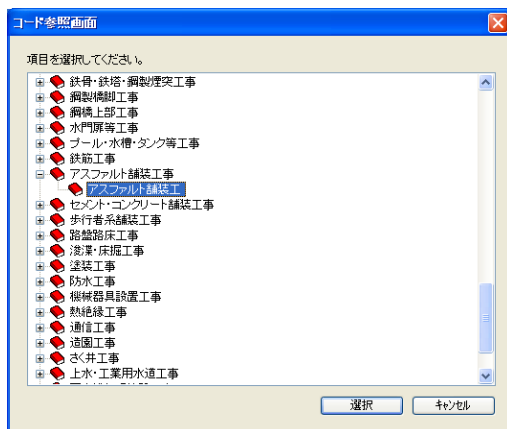 コード参照画面
項目を選択してください。
鉄骨・鉄塔・鋼製煙突工事
鋼製橋脚工事
鋼橋上部工事
水門扉等工事
プール・水槽・タンク等工事
鉄筋工事
アスファルト舗装工事
アスファルト舗装工
セメント・コンクリート舗装工事
歩行者系舗装工事
路盤路床工事
浚渫・床掘工事
塗装工事
防水工事
機械器具設置工事
熱絶縁工事
通信工事
造園工事
さく井工事
上水・工業用水道工事
選択
キャンセル